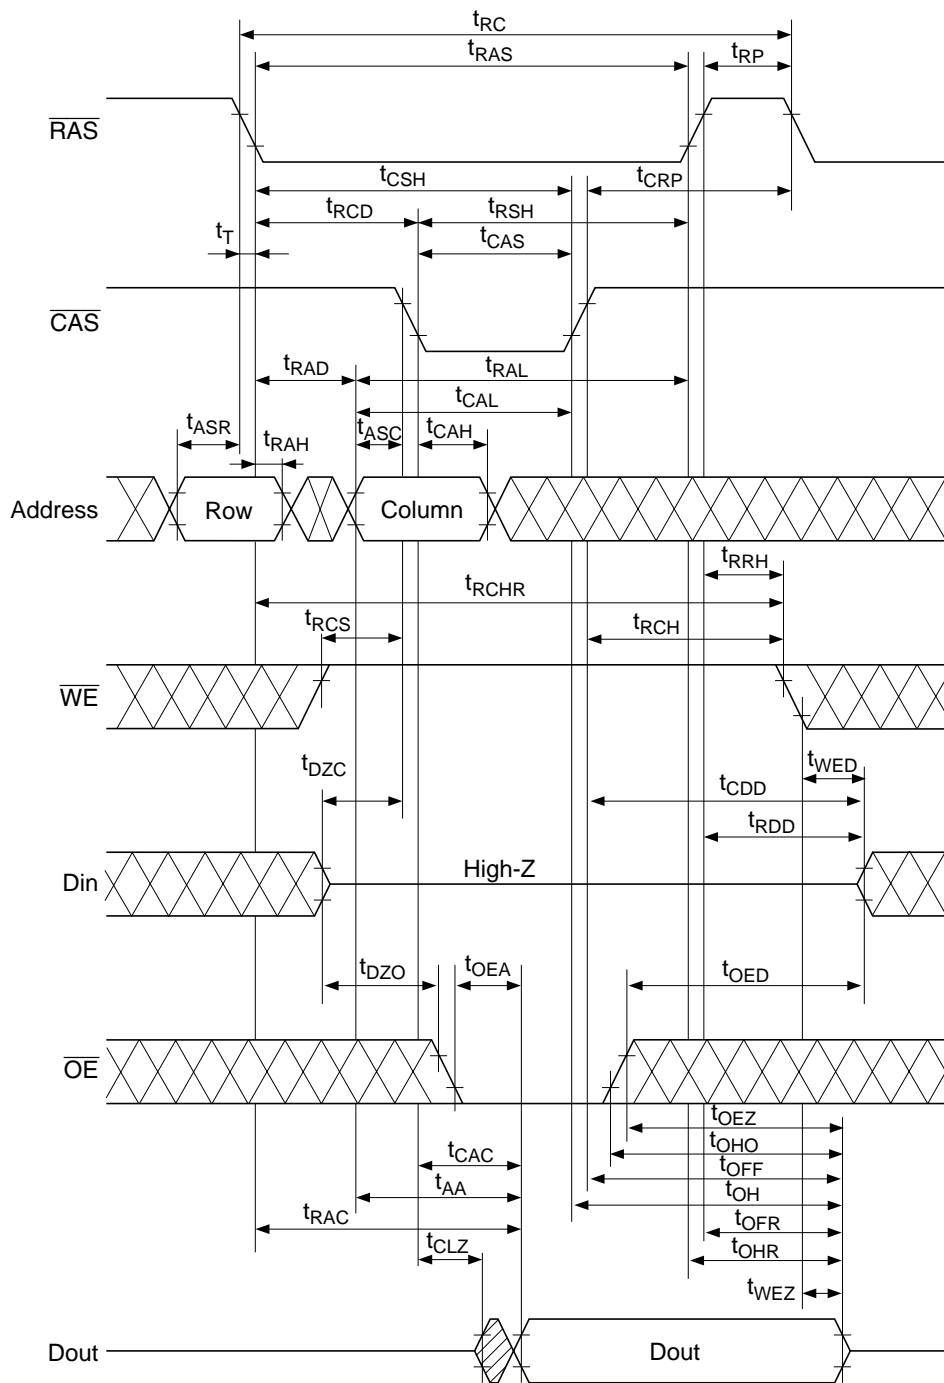 tRC
tRAS
tRP
RAS
tCSH
tCRP
tRCD
tRSH
tT
tCAS
CAS
tRAD
tRAL
tCAL
tASR
tASC
tCAH
tRAH
Address
Row
Column
tRRH
tRCHR
tRCS
tRCH
WE
tDZC
tWED
tCDD
tRDD
Din
High-Z
tDZO
tOEA
tOED
OE
tOEZ
tOHO
tCAC
tOFF
tAA
tOH
tRAC
tOFR
tCLZ
tOHR
tWEZ
Dout
Dout